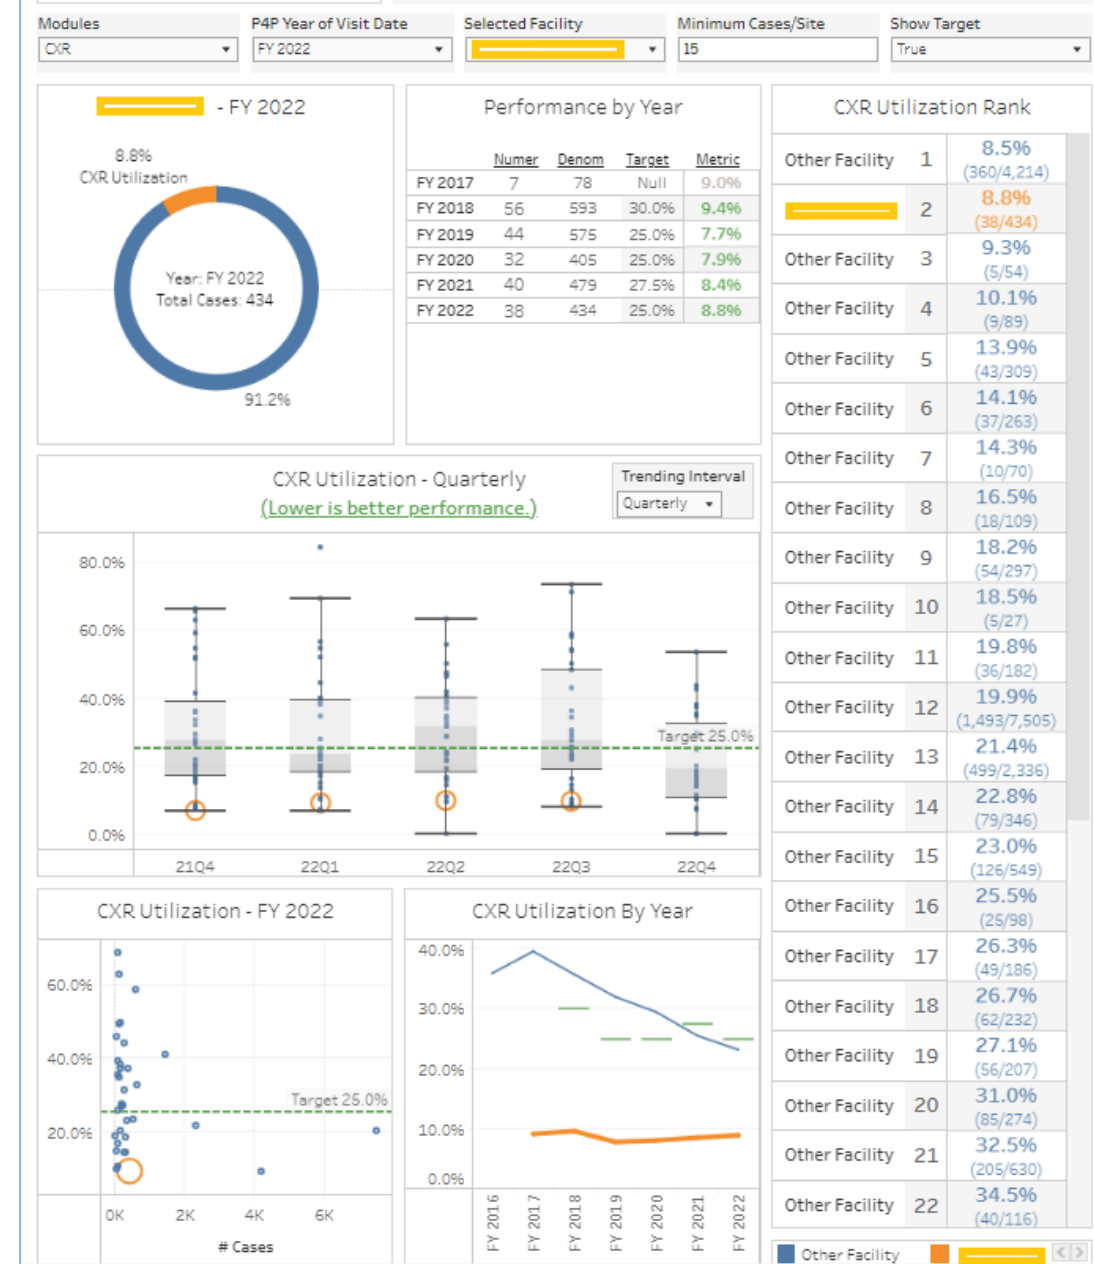 Modules P4P Year of Visit Date Selected Facility Minimum Cases/Site Show Target
CXR FY 2022 15 True
- FY 2022
8.8%
CXR Utilization
Year: FY 2022
Total Cases: 434
91.2%
Performance by Year
Numer Denom Target Metric
FY 2017 7 78 Null 9.0%
FY 2018 56 593 30.0% 9.4%
FY 2019 44 575 25.0% 7.7%
FY 2020 32 405 25.0% 7.9%
FY 2021 40 479 27.5% 8.4%
FY 2022 38 434 25.0% 8.8%
CXR Utilization - Quarterly
(Lower is better performance.)
Trending Interval
Quarterly
80.0%
60.0%
40.0%
20.0%
0.0%
Target 25.0%
21Q4 22Q1 22Q2 22Q3 22Q4
CXR Utilization - FY 2022
60.0%
40.0%
20.0%
Target 25.0%
0K 2K 4K 6K
# Cases
CXR Utilization By Year
40.0%
30.0%
20.0%
10.0%
0.0%
FY 2016
FY 2017
FY 2018
FY 2019
FY 2020
FY 2021
FY 2022
CXR Utilization Rank
Other Facility 1 8.5%
(360/4,214)
2 8.8%
(38/434)
Other Facility 3 9.3%
(5/54)
Other Facility 4 10.1%
(9/89)
Other Facility 5 13.9%
(43/309)
Other Facility 6 14.1%
(37/263)
Other Facility 7 14.3%
(10/70)
Other Facility 8 16.5%
(18/109)
Other Facility 9 18.2%
(54/297)
Other Facility 10 18.5%
(5/27)
Other Facility 11 19.8%
(36/182)
Other Facility 12 19.9%
(1,493/7,505)
Other Facility 13 21.4%
(499/2,336)
Other Facility 14 22.8%
(79/346)
Other Facility 15 23.0%
(126/549)
Other Facility 16 25.5%
(25/98)
Other Facility 17 26.3%
(49/186)
Other Facility 18 26.7%
(62/232)
Other Facility 19 27.1%
(56/207)
Other Facility 20 31.0%
(85/274)
Other Facility 21 32.5%
(205/630)
Other Facility 22 34.5%
(40/116)
Other Facility